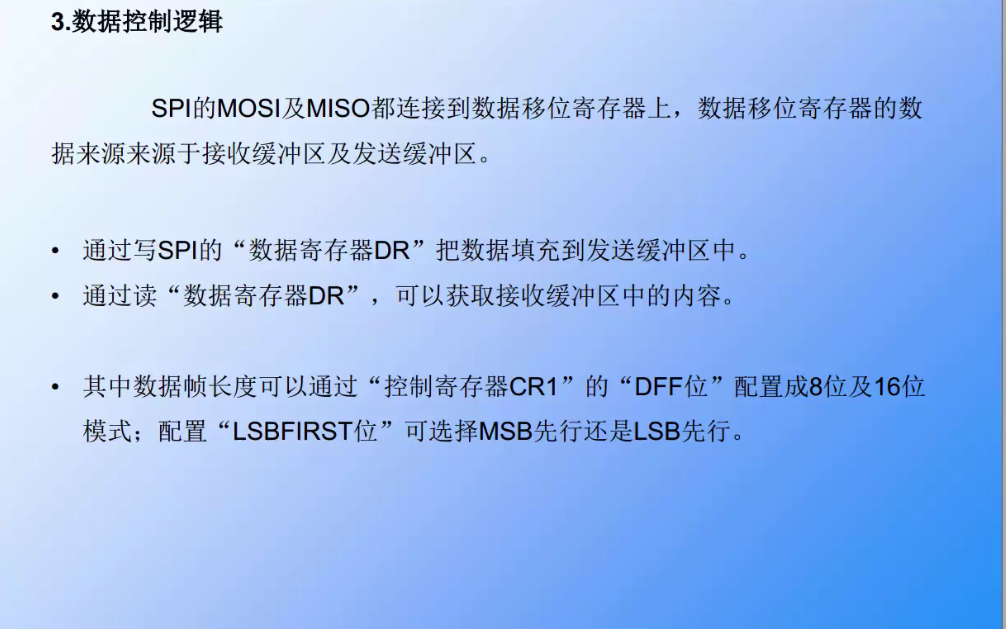 3.数据控制逻辑
SPI的MOSI及MISO都连接到数据移位寄存器上，数据移位寄存器的数
据来源来源于接收缓冲区及发送缓冲区。
• 通过写SPI的“数据寄存器DR”把数据填充到发送缓冲区中。
• 通过读“数据寄存器DR”，可以获取接收缓冲区中的内容。
• 其中数据帧长度可以通过“控制寄存器CR1”的“DFF位”配置成8位及16位
模式；配置“LSBFIRST位”可选择MSB先行还是LSB先行。